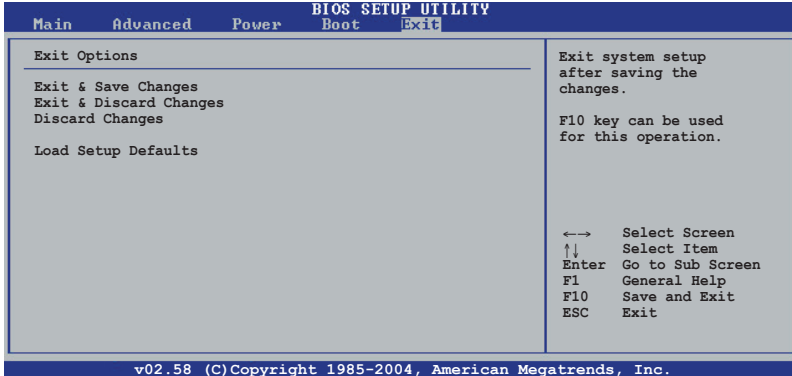 BIOS SETUP UTILITY
Main Advanced Power Boot Exit
Exit Options
Exit & Save Changes
Exit & Discard Changes
Discard Changes
Load Setup Defaults
Exit system setup
after saving the
changes.
F10 key can be used
for this operation.
←→ Select Screen
↑↓ Select Item
Enter Go to Sub Screen
F1 General Help
F10 Save and Exit
ESC Exit
v02.58 (C)Copyright 1985-2004, American Megatrends, Inc.